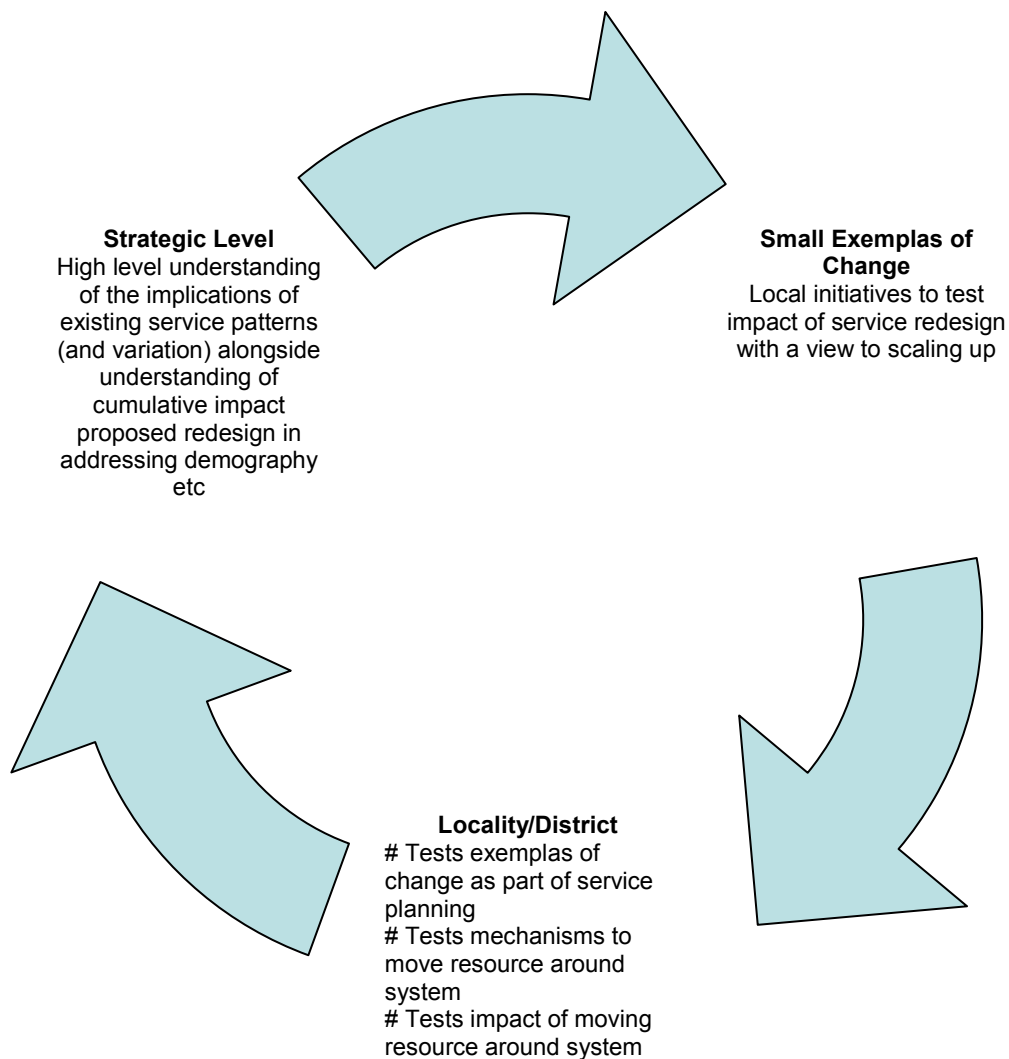 Strategic Level
High level understanding
of the implications of
existing service patterns
(and variation) alongside
understanding of
cumulative impact
proposed redesign in
addressing demography
etc
Small Exemplas of
Change
Local initiatives to test
impact of service redesign
with a view to scaling up
Locality/District
# Tests exemplas of
change as part of service
planning
# Tests mechanisms to
move resource around
system
# Tests impact of moving
resource around system